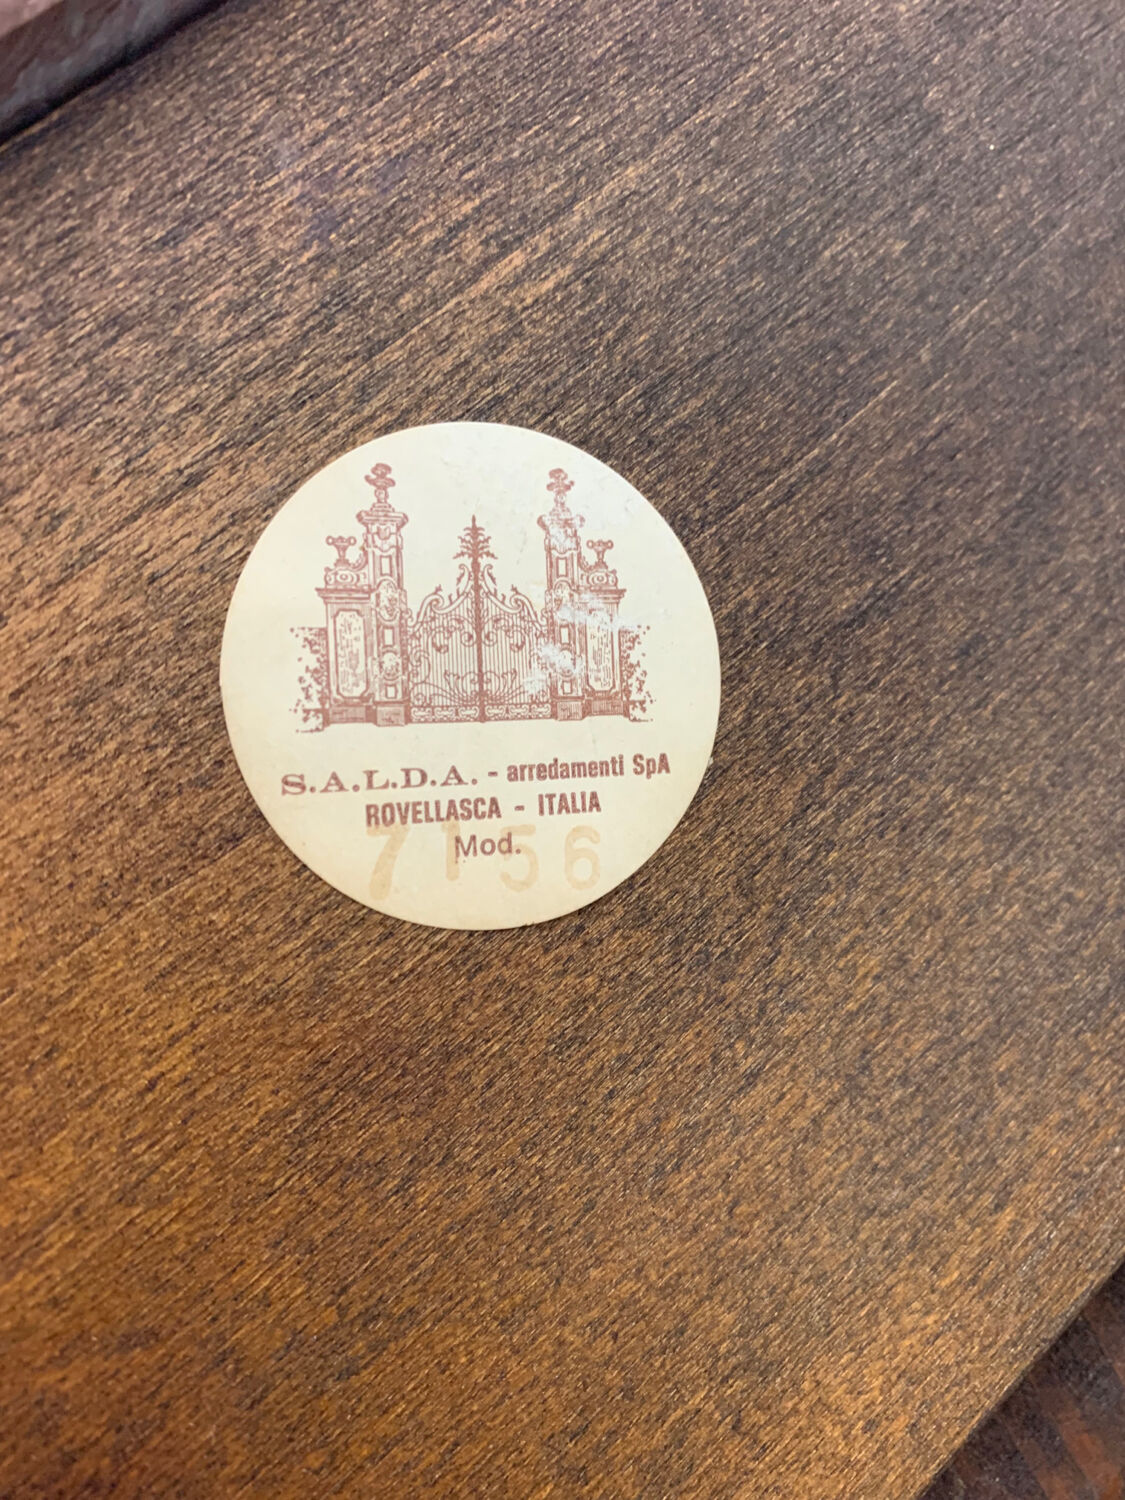 S.A.L.D.A. - arredamenti SpA
ROVELLASCA - ITALIA
Mod.
7156